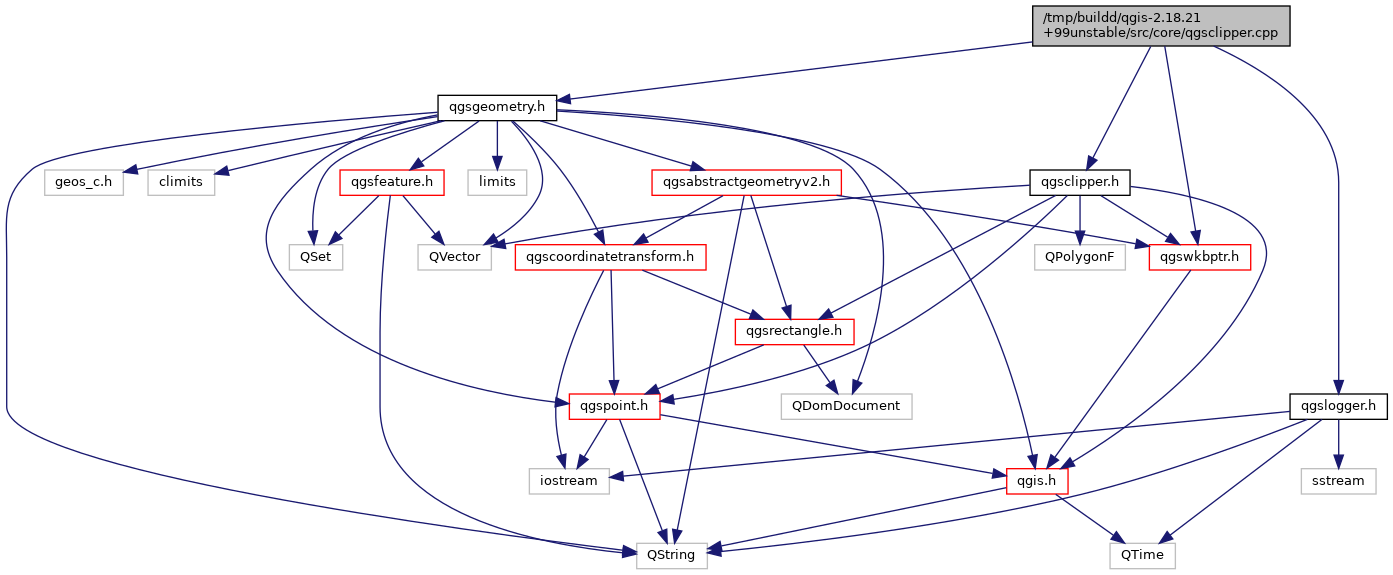 /tmp/buildd/qgis-2.18.21
+99unstable/src/core/qgsclipper.cpp
qgsgeometry.h
geos_c.h
climits
qgsfeature.h
limits
qgsabstractgeometryv2.h
qgsclipper.h
QSet
QVector
qgscoordinatetransform.h
QPolygonF
qgswkbptr.h
qgsrectangle.h
qgspoint.h
QDomDocument
qgslogger.h
iostream
qgis.h
sstream
QString
QTime